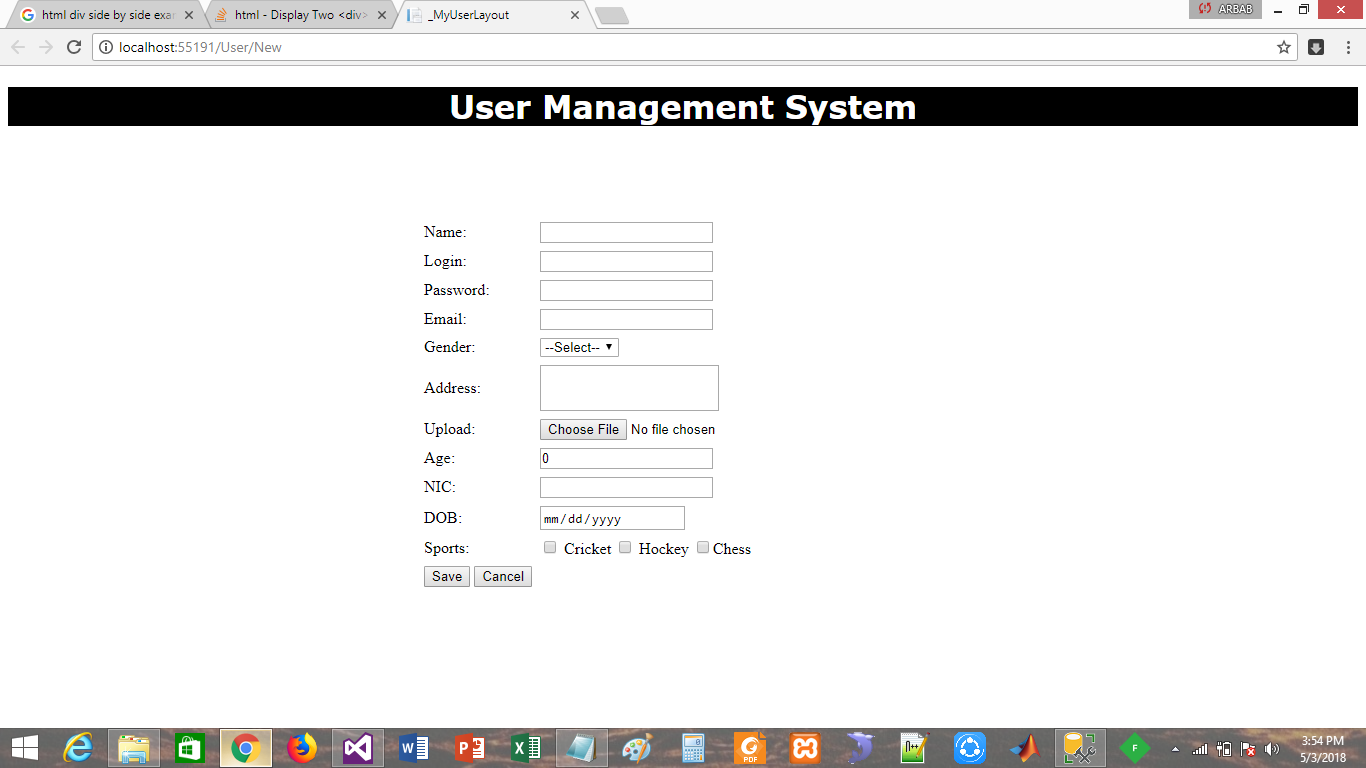 html div side by side exar
html - Display Two <div>
_MyUserLayout
ARBAB
localhost:55191/User/New
User Management System
Name:
Login:
Password:
Email:
Gender: --Select--
Address:
Upload: Choose File No file chosen
Age: 0
NIC:
DOB: mm/dd/yyyy
Sports: Cricket Hockey Chess
Save Cancel
PDF
n++
F
3:54 PM
5/3/2018